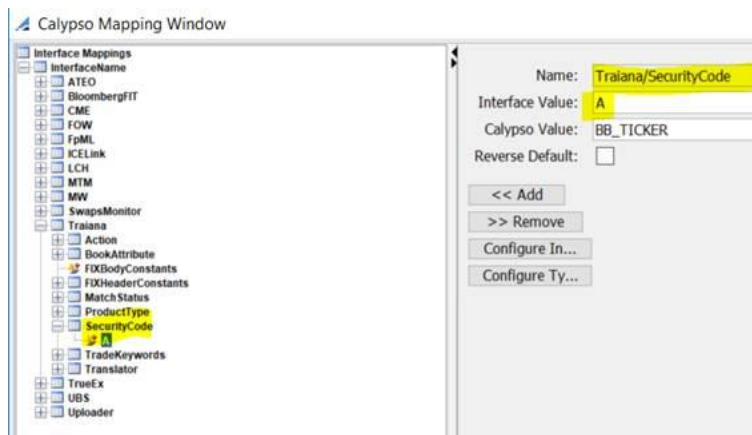 Calypso Mapping Window
Interface Mappings
InterfaceName
ATEO
BloombergFIT
CME
FOW
FpML
ICELink
LCH
MTM
MW
SwapsMonitor
Traiana
Action
BookAttribute
FIXBodyConstants
FIXHeaderConstants
MatchStatus
ProductType
SecurityCode
A
TradeKeywords
Translator
TrueEx
UBS
Uploader
Name: Traiana/SecurityCode
Interface Value: A
Calypso Value: BB_TICKER
Reverse Default:
<< Add
>> Remove
Configure In...
Configure Ty...